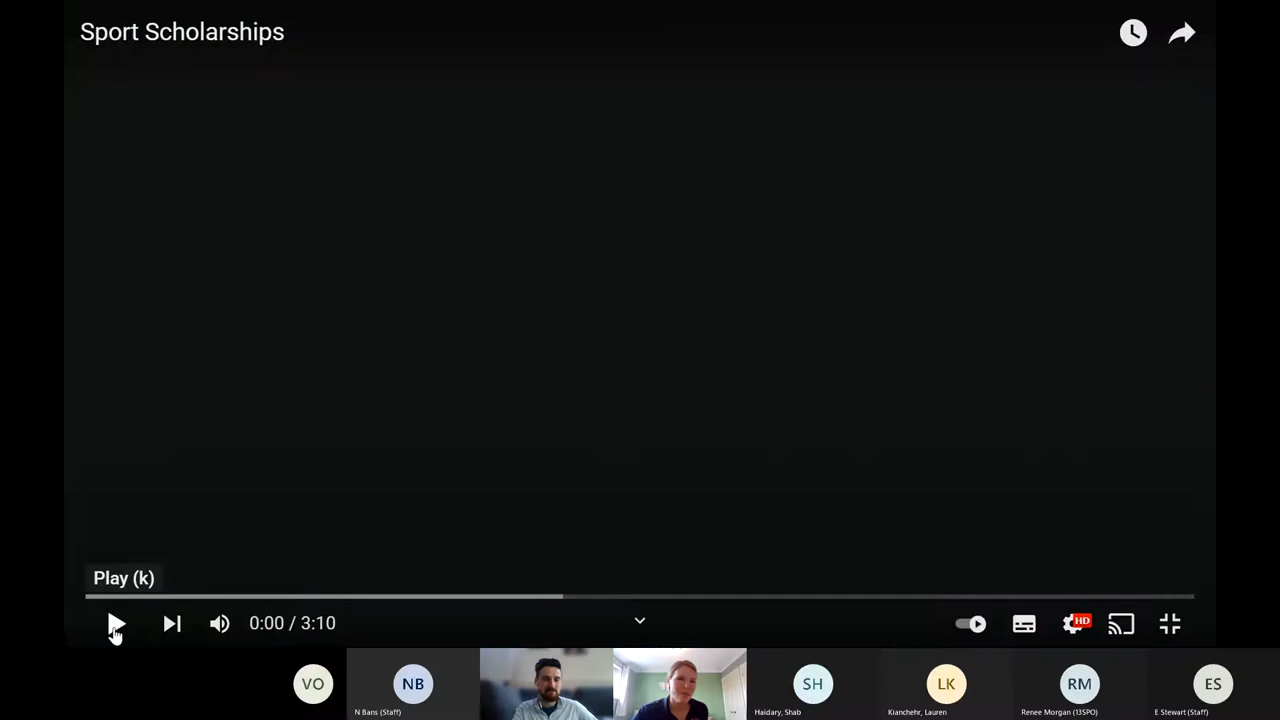 Sport Scholarships
Play (k)
0:00 / 3:10
HD
VO
NB
SH
LK
RM
ES
N Bans (Staff)
Haidary, Shab
Kianchehr, Lauren
Renee Morgan (13SPO)
E Stewart (Staff)